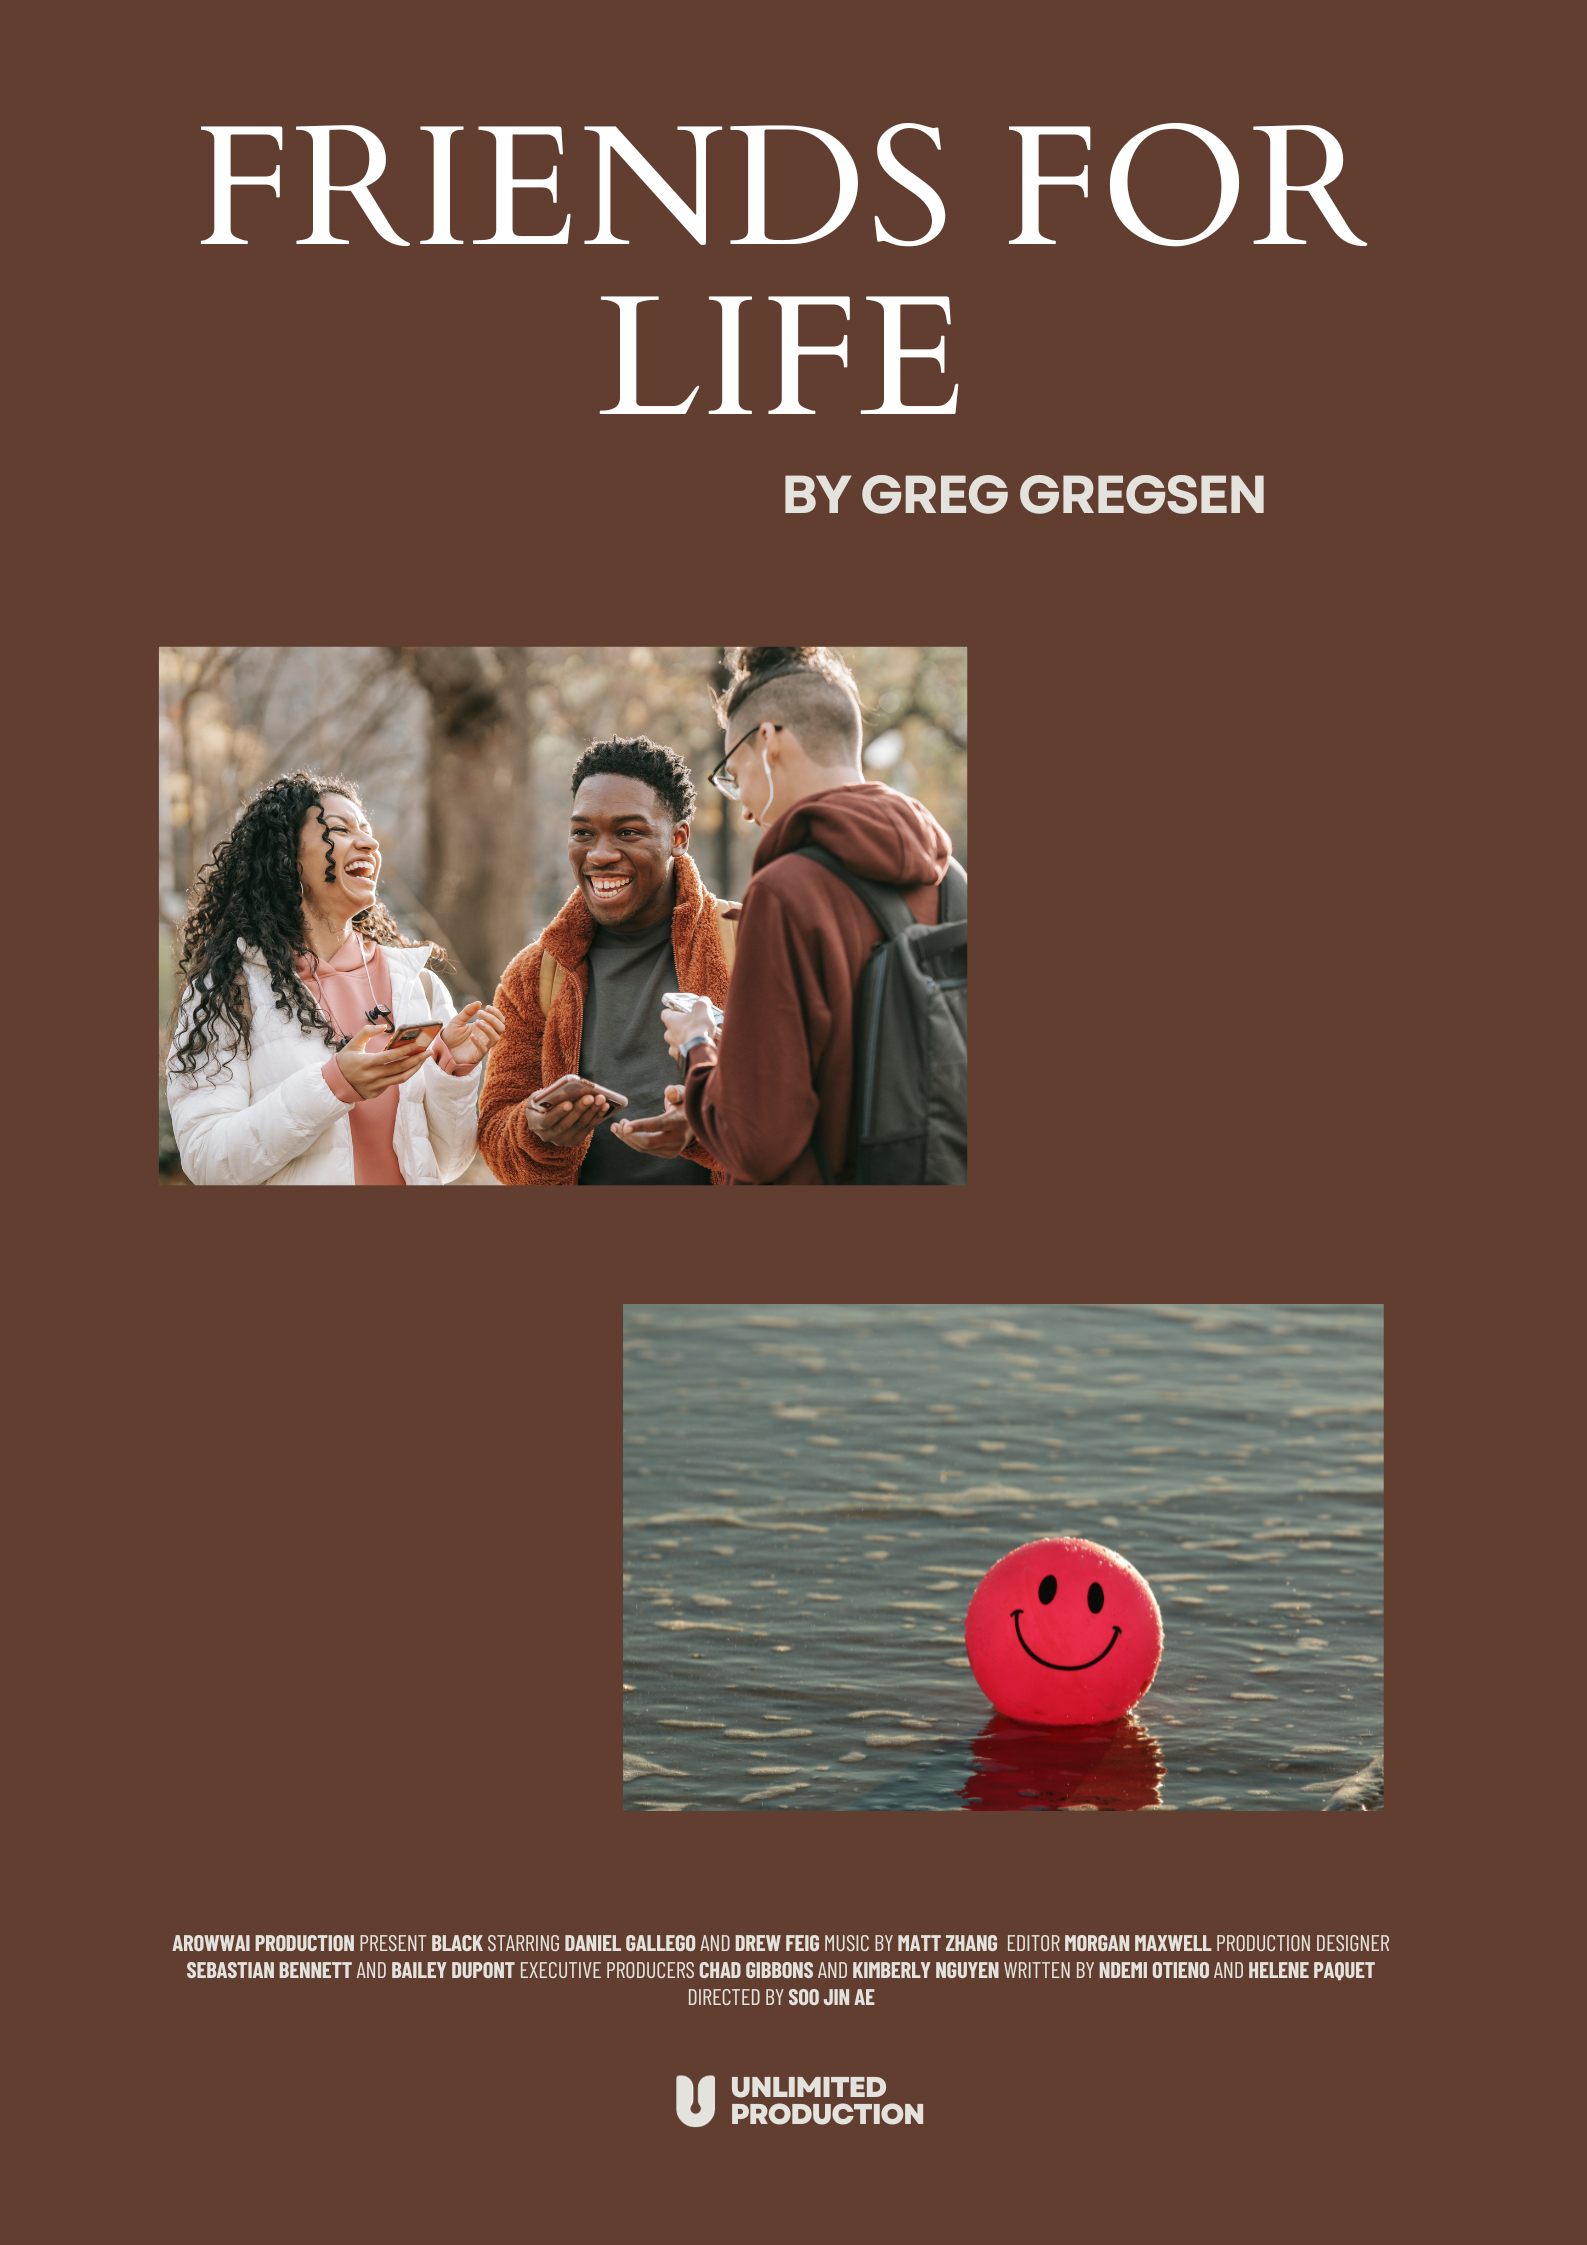 FRIENDS FOR
LIFE
BY GREG GREGSEN
AROWWAI PRODUCTION PRESENT BLACK STARRING DANIEL GALLEGO AND DREW FEIG MUSIC BY MATT ZHANG EDITOR MORGAN MAXWELL PRODUCTION DESIGNER
SEBASTIAN BENNETT AND BAILEY DUPONT EXECUTIVE PRODUCERS CHAD GIBBONS AND KIMBERLY NGUYEN WRITTEN BY NDEMI OTIENO AND HELENE PAQUET
DIRECTED BY SOO JIN AE
UNLIMITED
PRODUCTION